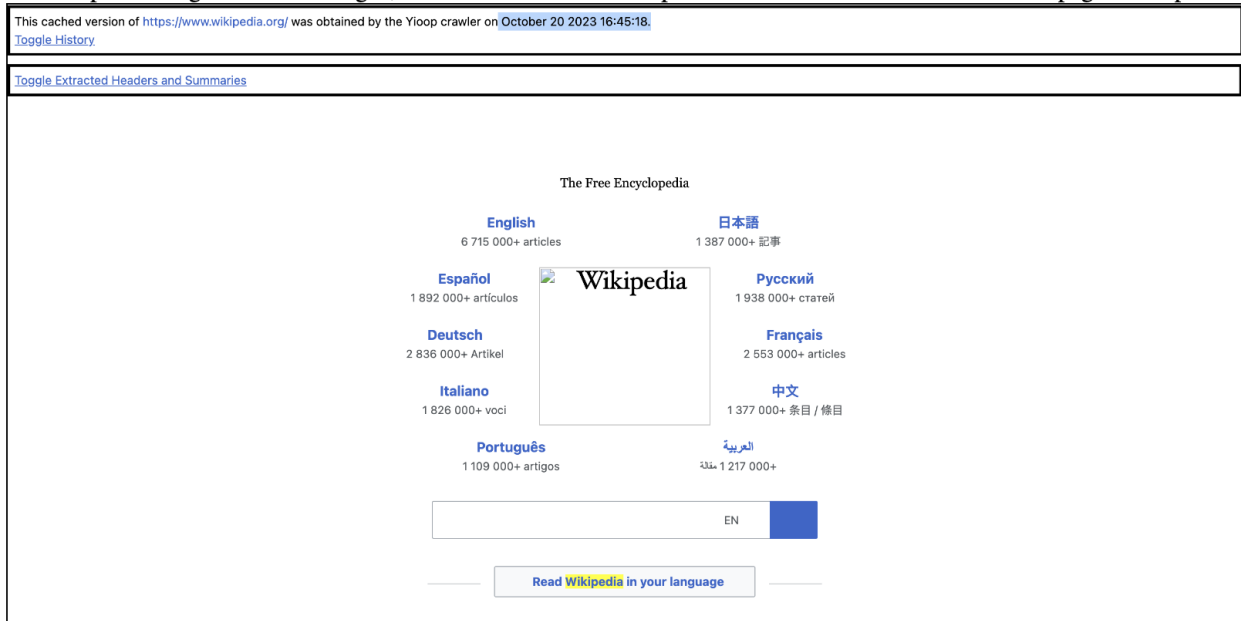 This cached version of https://www.wikipedia.org/ was obtained by the Yioop crawler on October 20 2023 16:45:18.
Toggle History
Toggle Extracted Headers and Summaries
The Free Encyclopedia
English 日本語
6 715 000+ articles 1 387 000+ 記事
Wikipedia
Español Русский
1 892 000+ artículos 1 938 000+ статей
Deutsch Français
2 836 000+ Artikel 2 553 000+ articles
Italiano 中文
1 826 000+ voci 1 377 000+ 条目 / 條目
Português العربية
1 109 000+ artigos 1 217 000+ مقالة
EN
Read Wikipedia in your language